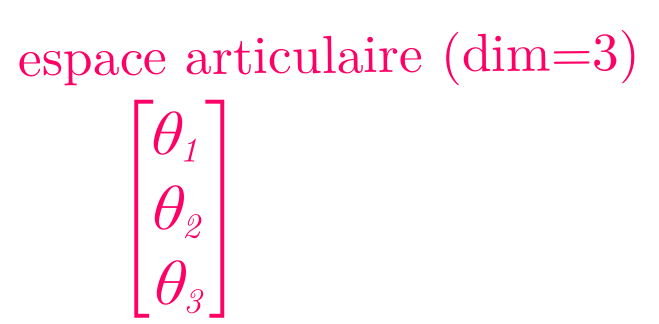 espace articulaire (dim=3)
θ₁
θ₂
θ₃